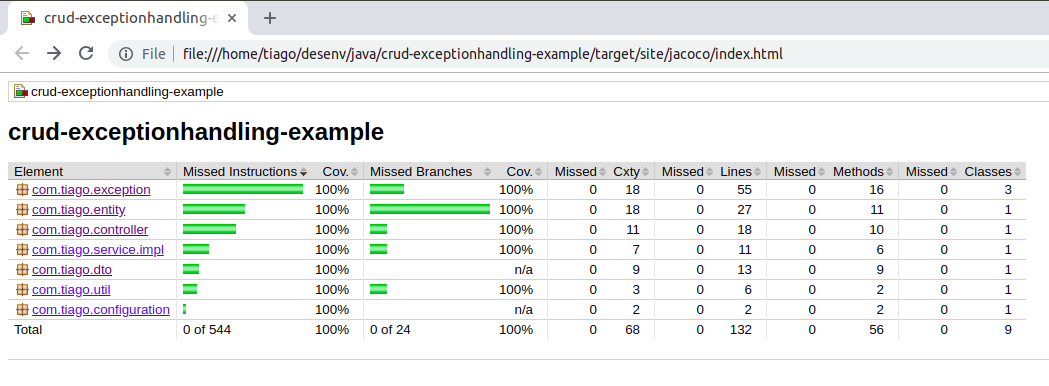 crud-exceptionhandling-e
File
file:///home/tiago/desenv/java/crud-exceptionhandling-example/target/site/jacoco/index.html
crud-exceptionhandling-example
crud-exceptionhandling-example
Element Missed Instructions Cov. Missed Branches Cov. Missed Cxty Missed Lines Missed Methods Missed Classes
com.tiago.exception 100% 100% 0 18 0 55 0 16 0 3
com.tiago.entity 100% 100% 0 18 0 27 0 11 0 1
com.tiago.controller 100% 100% 0 11 0 18 0 10 0 1
com.tiago.service.impl 100% 100% 0 7 0 11 0 6 0 1
com.tiago.dto 100% n/a 0 9 0 13 0 9 0 1
com.tiago.util 100% 100% 0 3 0 6 0 2 0 1
com.tiago.configuration 100% n/a 0 2 0 2 0 2 0 1
Total 0 of 544 100% 0 of 24 100% 0 68 0 132 0 56 0 9